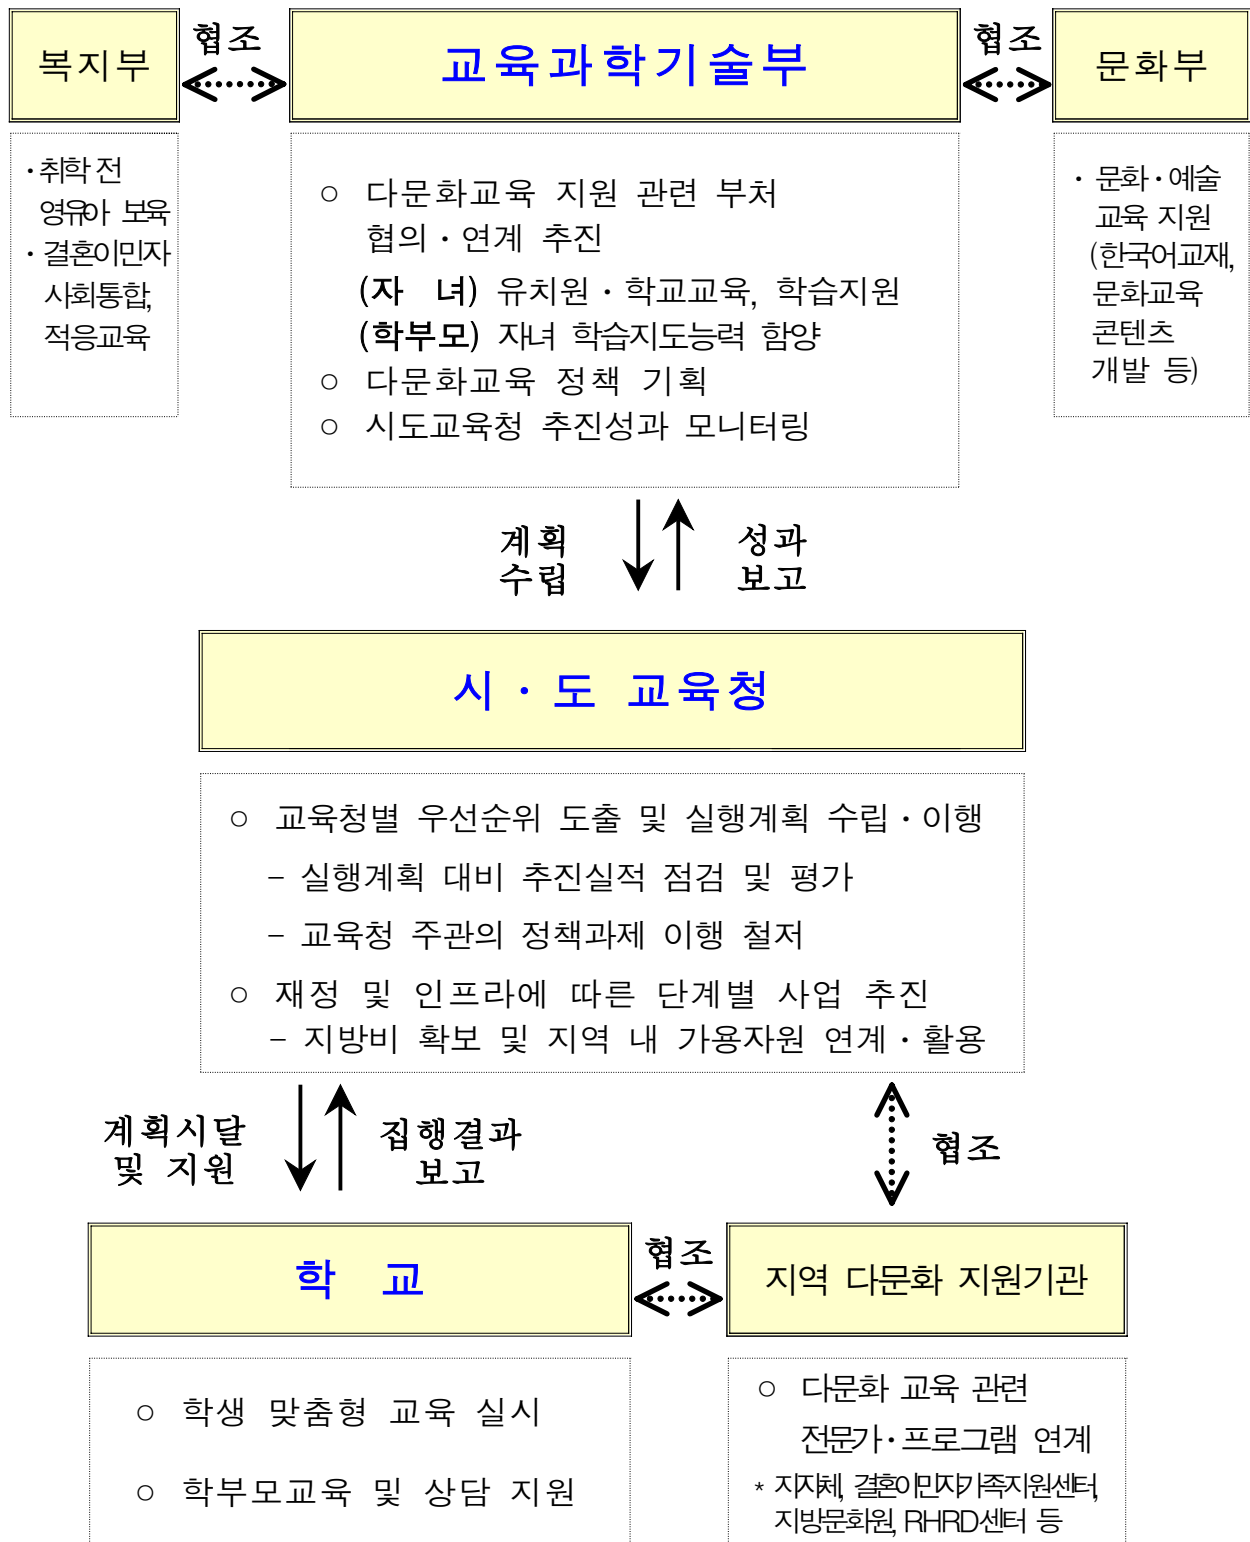 복지부
협조
교육과학기술부
협조
문화부
·취학 전
영유아 보육
·결혼이민자
사회통합,
적응교육
○ 다문화교육 지원 관련 부처
협의·연계 추진
(자 녀) 유치원·학교교육, 학습지원
(학부모) 자녀 학습지도능력 함양
○ 다문화교육 정책 기획
○ 시도교육청 추진성과 모니터링
· 문화·예술
교육 지원
(한국어교재,
문화교육
콘텐츠
개발 등)
계획
수립
성과
보고
시·도 교육청
○ 교육청별 우선순위 도출 및 실행계획 수립·이행
- 실행계획 대비 추진실적 점검 및 평가
- 교육청 주관의 정책과제 이행 철저
○ 재정 및 인프라에 따른 단계별 사업 추진
- 지방비 확보 및 지역 내 가용자원 연계·활용
계획시달
및 지원
집행결과
보고
협조
학 교
협조
지역 다문화 지원기관
○ 학생 맞춤형 교육 실시
○ 학부모교육 및 상담 지원
○ 다문화 교육 관련
전문가·프로그램 연계
* 지자체, 결혼이민자가족지원센터,
지방문화원, RHRD센터 등